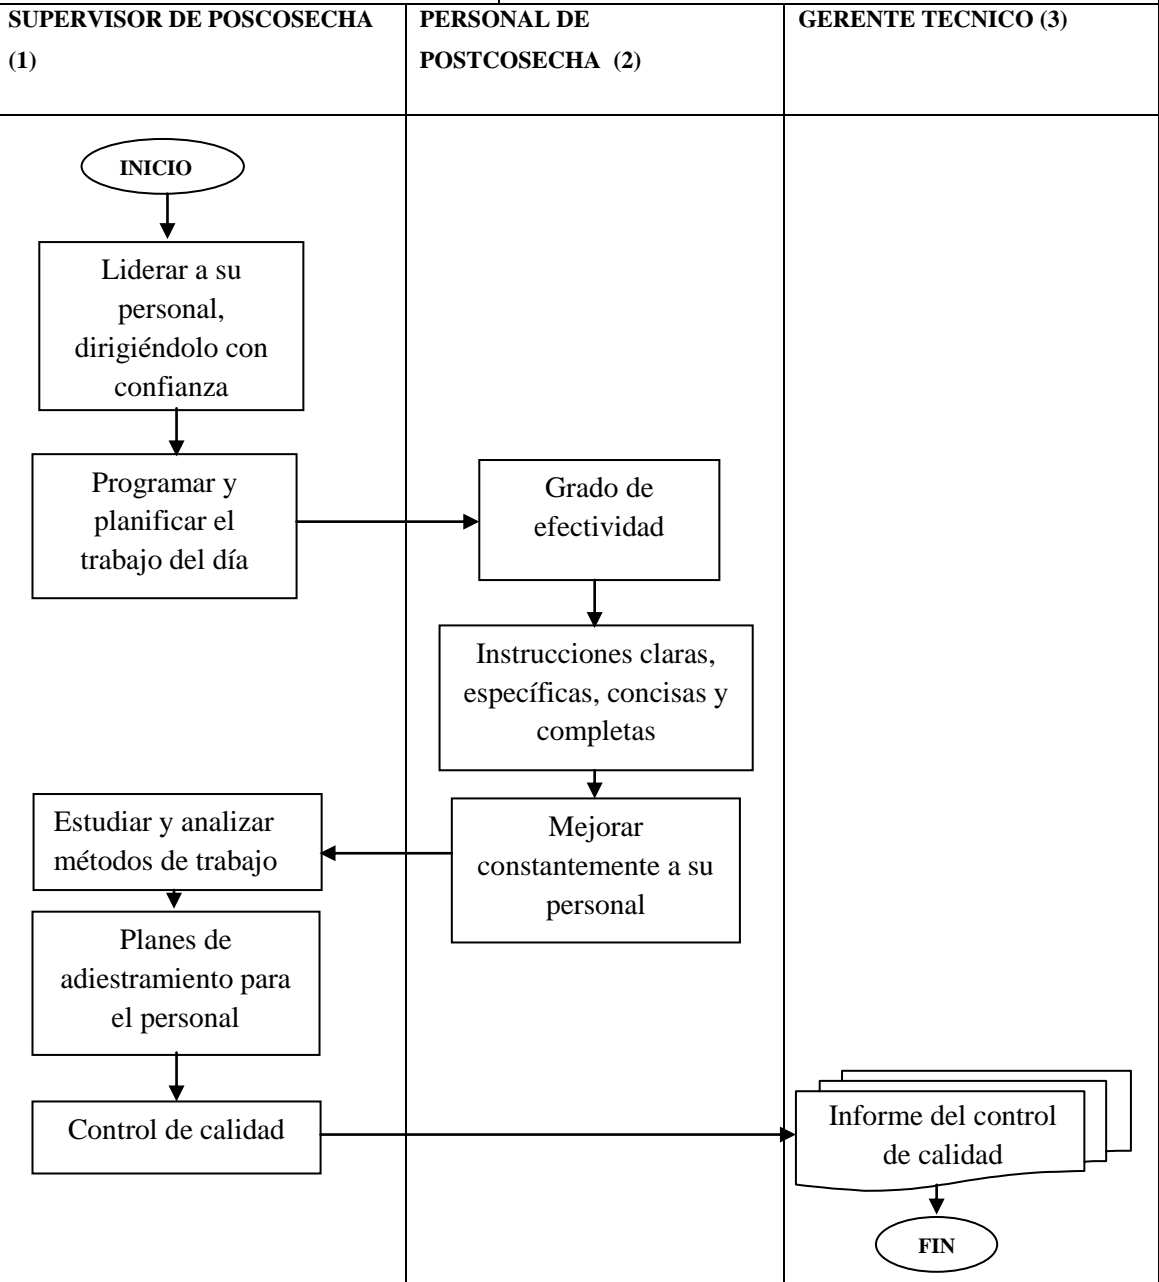 SUPERVISOR DE POSCOSECHA
(1)
PERSONAL DE
POSTCOSECHA (2)
GERENTE TECNICO (3)
INICIO
Liderar a su
personal,
dirigiéndolo con
confianza
Programar y
planificar el
trabajo del día
Grado de
efectividad
Instrucciones claras,
específicas, concisas y
completas
Mejorar
constantemente a su
personal
Estudiar y analizar
métodos de trabajo
Planes de
adiestramiento para
el personal
Control de calidad
Informe del control
de calidad
FIN